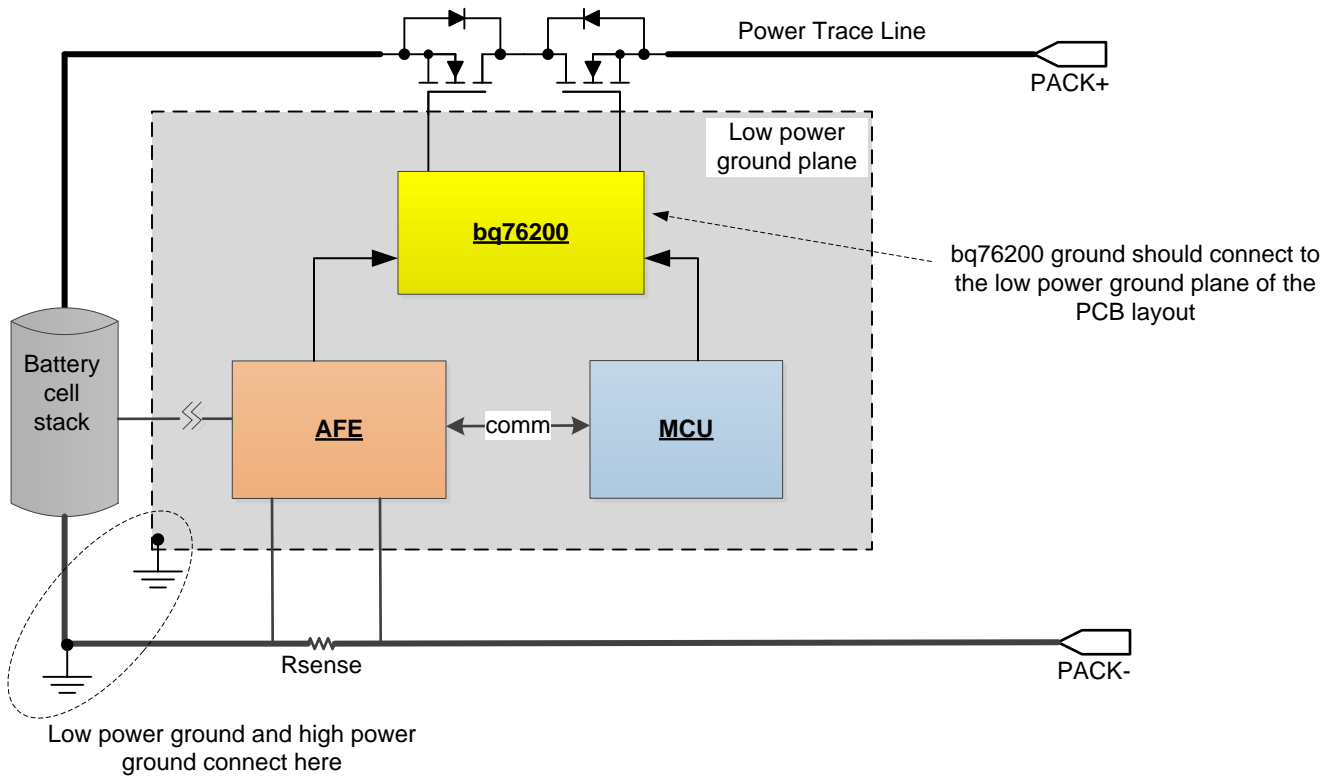 Power Trace Line
PACK+
Low power
ground plane
bq76200
bq76200 ground should connect to
the low power ground plane of the
PCB layout
Battery
cell
stack
AFE
comm
MCU
Rsense
PACK-
Low power ground and high power
ground connect here